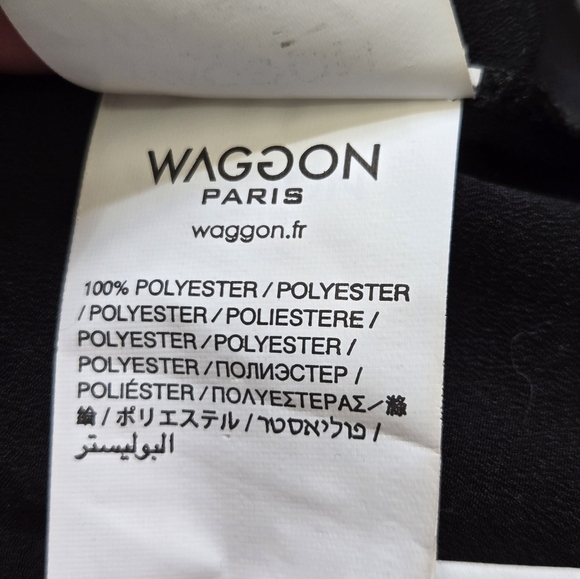 WAGGON
PARIS
waggon.fr
100% POLYESTER / POLYESTER
/ POLYESTER / POLIESTERE /
POLYESTER / POLYESTER /
POLYESTER / ПОЛИЭСТЕР /
POLIÉSTER / ΠΟΛΥΕΣΤΕΡΑΣ / 滌
綸 / ポリエステル / פוליאסטר /
البوليستر